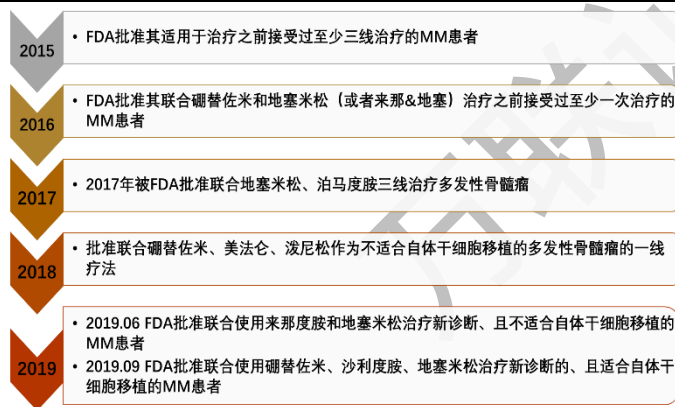 2015
• FDA批准其适用于治疗之前接受过至少三线治疗的MM患者
2016
• FDA批准其联合硼替佐米和地塞米松（或者来那&地塞）治疗之前接受过至少一次治疗的
MM患者
2017
• 2017年被FDA批准联合地塞米松、泊马度胺三线治疗多发性骨髓瘤
2018
• 批准联合硼替佐米、美法仑、泼尼松作为不适合自体干细胞移植的多发性骨髓瘤的一线
疗法
2019
• 2019.06 FDA批准联合使用来那度胺和地塞米松治疗新诊断、且不适合自体干细胞移植的
MM患者
• 2019.09 FDA批准联合使用硼替佐米、沙利度胺、地塞米松治疗新诊断的、且适合自体干
细胞移植的MM患者
万联证